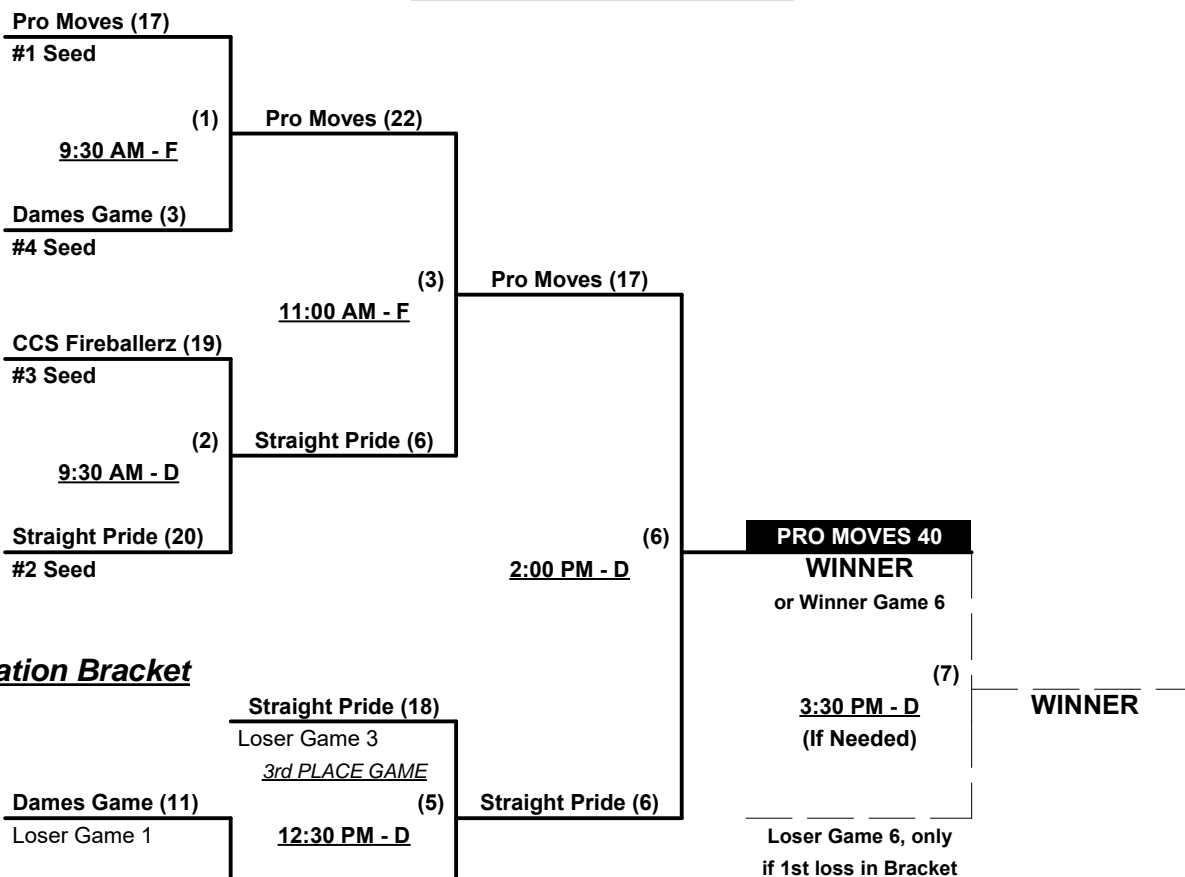 Pro Moves (17)
#1 Seed
(1)
Pro Moves (22)
9:30 AM - F
Dames Game (3)
#4 Seed
(3)
Pro Moves (17)
11:00 AM - F
CCS Fireballerz (19)
#3 Seed
(2)
Straight Pride (6)
9:30 AM - D
Straight Pride (20)
#2 Seed
(6)
2:00 PM - D
PRO MOVES 40
WINNER
or Winner Game 6
ation Bracket
Straight Pride (18)
Loser Game 3
3rd PLACE GAME
(7)
3:30 PM - D
(If Needed)
WINNER
Dames Game (11)
Loser Game 1
(5)
12:30 PM - D
Straight Pride (6)
Loser Game 6, only
if 1st loss in Bracket